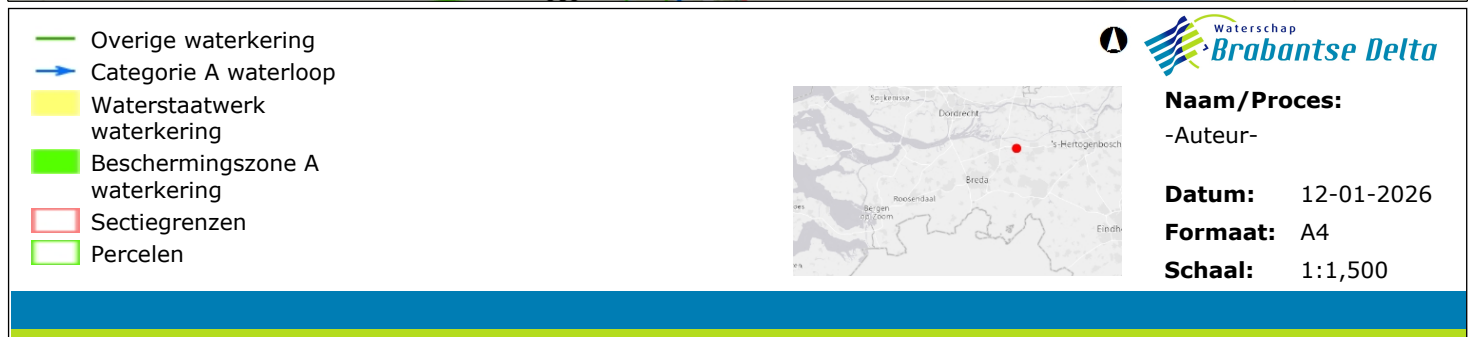 Overige waterkering
Categorie A waterloop
Waterstaatwerk
waterkering
Beschermingszone A
waterkering
Sectiegrenzen
Percelen
Spijkenisse
Dordrecht
's-Hertogenbosch
Breda
Roosendaal
Bergen
op Zoom
Eindh
Waterschap
Brabantse Delta
Naam/Proces:
-Auteur-
Datum: 12-01-2026
Formaat: A4
Schaal: 1:1,500